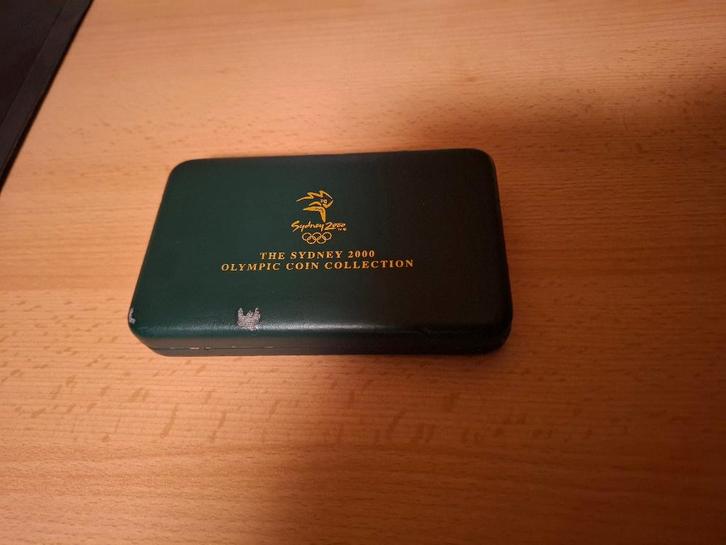 Sydney 2000
THE SYDNEY 2000
OLYMPIC COIN COLLECTION